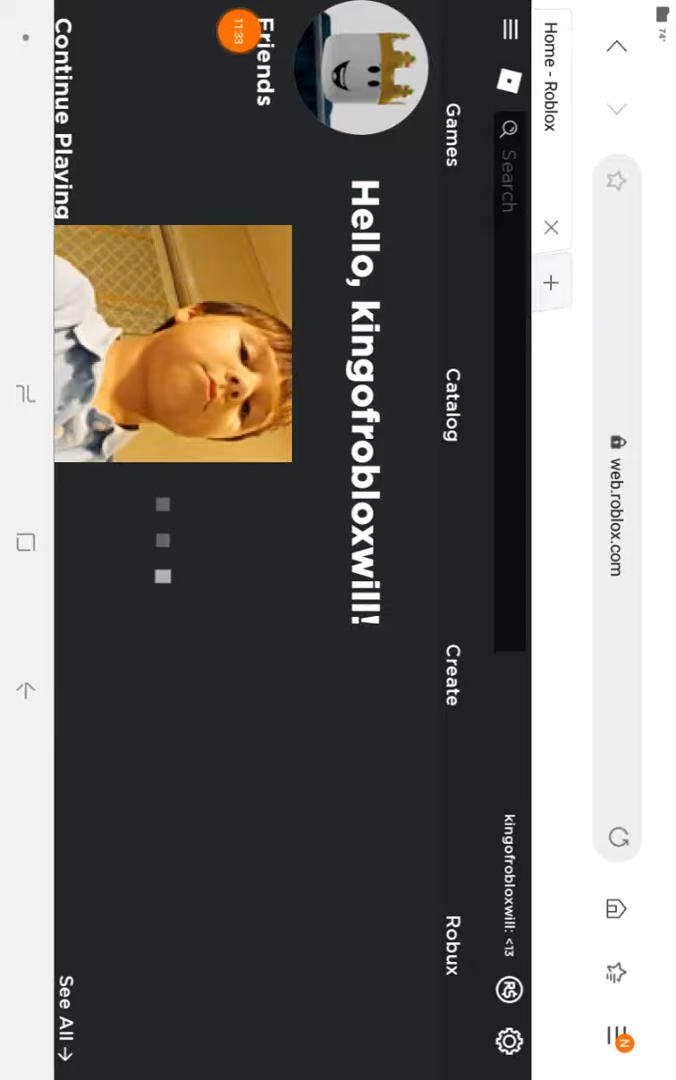 74°
web.roblox.com
N
Home - Roblox
Search
kingofrobloxwill: <13
R$
Games
Catalog
Create
Robux
Hello, kingofrobloxwill!
Friends
11:33
Continue Playing
See All →